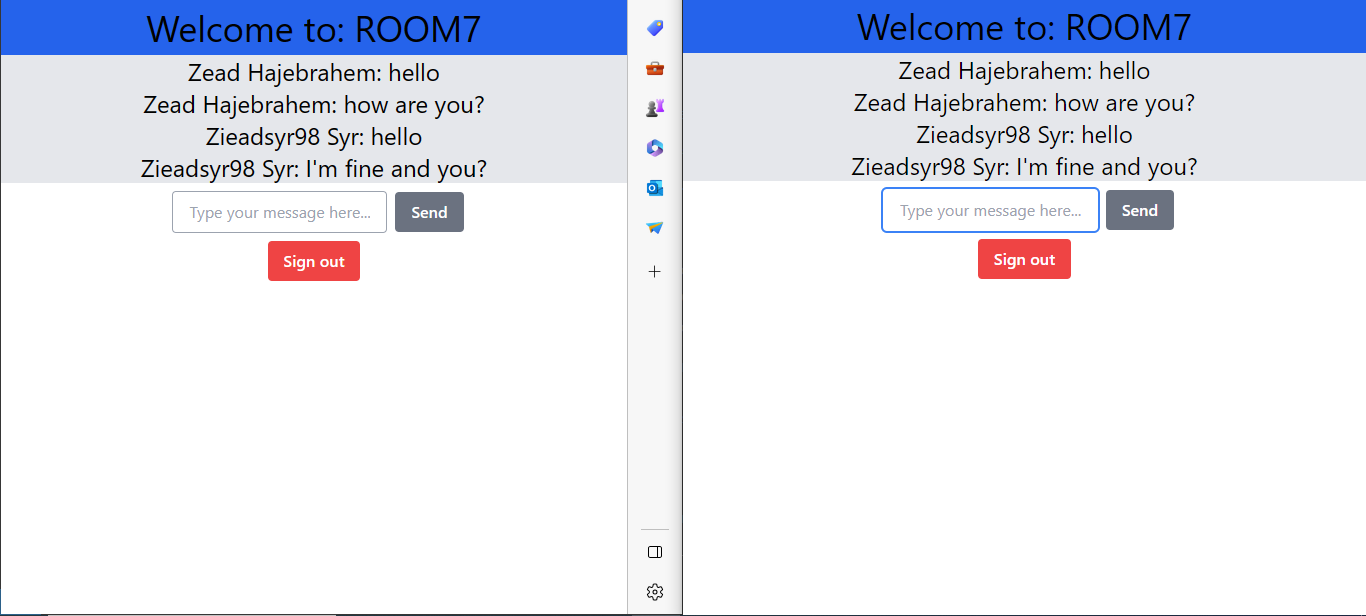 Welcome to: ROOM7
Zead Hajebrahem: hello
Zead Hajebrahem: how are you?
Zieadsyr98 Syr: hello
Zieadsyr98 Syr: I'm fine and you?
Type your message here...
Send
Sign out
Welcome to: ROOM7
Zead Hajebrahem: hello
Zead Hajebrahem: how are you?
Zieadsyr98 Syr: hello
Zieadsyr98 Syr: I'm fine and you?
Type your message here...
Send
Sign out